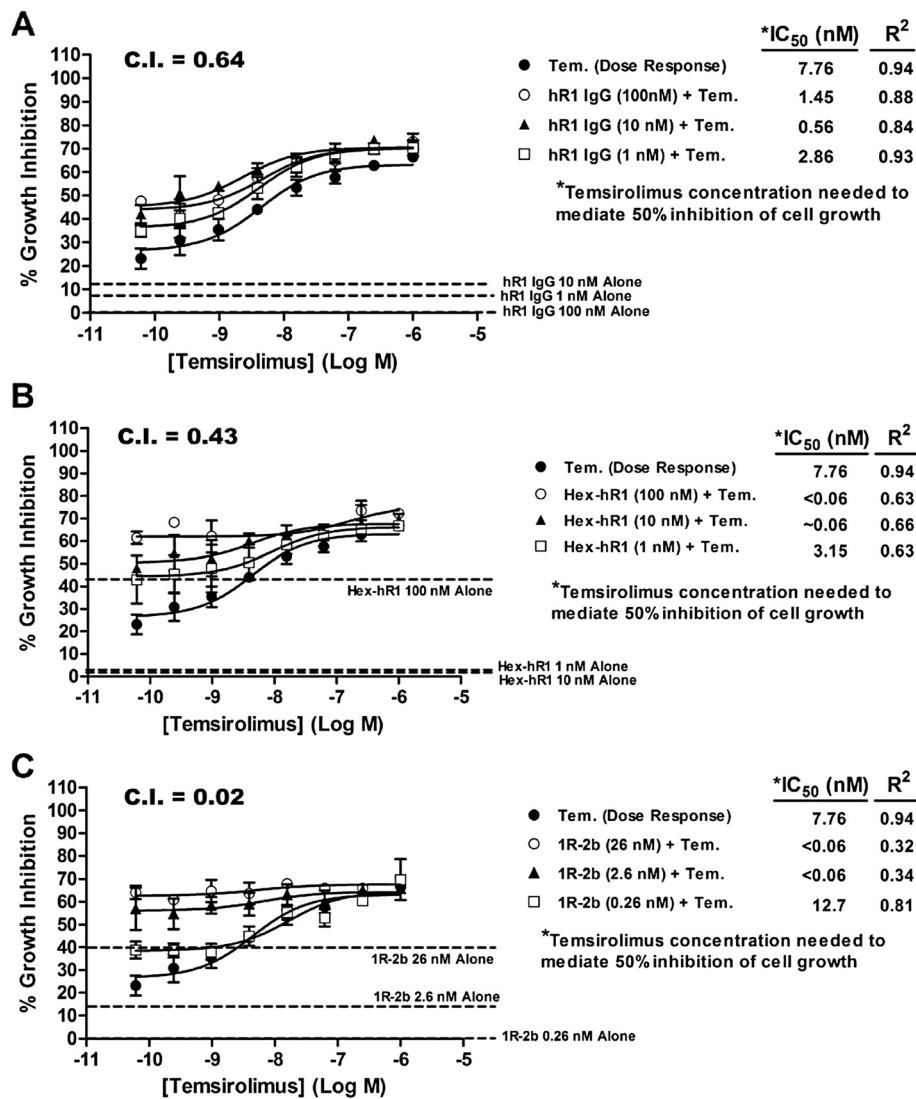 A
C.I. = 0.64
% Growth Inhibition
110
100
90
80
70
60
50
40
30
20
10
0
-11 -10 -9 -8 -7 -6 -5
[Temsirolimus] (Log M)
hR1 IgG 10 nM Alone
hR1 IgG 1 nM Alone
hR1 IgG 100 nM Alone
*IC50 (nM) R2
Tem. (Dose Response) 7.76 0.94
hR1 IgG (100nM) + Tem. 1.45 0.88
hR1 IgG (10 nM) + Tem. 0.56 0.84
hR1 IgG (1 nM) + Tem. 2.86 0.93
*Temsirolimus concentration needed to
mediate 50% inhibition of cell growth
B
C.I. = 0.43
% Growth Inhibition
110
100
90
80
70
60
50
40
30
20
10
0
-11 -10 -9 -8 -7 -6 -5
[Temsirolimus] (Log M)
Hex-hR1 100 nM Alone
Hex-hR1 1 nM Alone
Hex-hR1 10 nM Alone
*IC50 (nM) R2
Tem. (Dose Response) 7.76 0.94
Hex-hR1 (100 nM) + Tem. <0.06 0.63
Hex-hR1 (10 nM) + Tem. ~0.06 0.66
Hex-hR1 (1 nM) + Tem. 3.15 0.63
*Temsirolimus concentration needed to
mediate 50% inhibition of cell growth
C
C.I. = 0.02
% Growth Inhibition
110
100
90
80
70
60
50
40
30
20
10
0
-11 -10 -9 -8 -7 -6 -5
[Temsirolimus] (Log M)
1R-2b 26 nM Alone
1R-2b 2.6 nM Alone
1R-2b 0.26 nM Alone
*IC50 (nM) R2
Tem. (Dose Response) 7.76 0.94
1R-2b (26 nM) + Tem. <0.06 0.32
1R-2b (2.6 nM) + Tem. <0.06 0.34
1R-2b (0.26 nM) + Tem. 12.7 0.81
*Temsirolimus concentration needed to
mediate 50% inhibition of cell growth